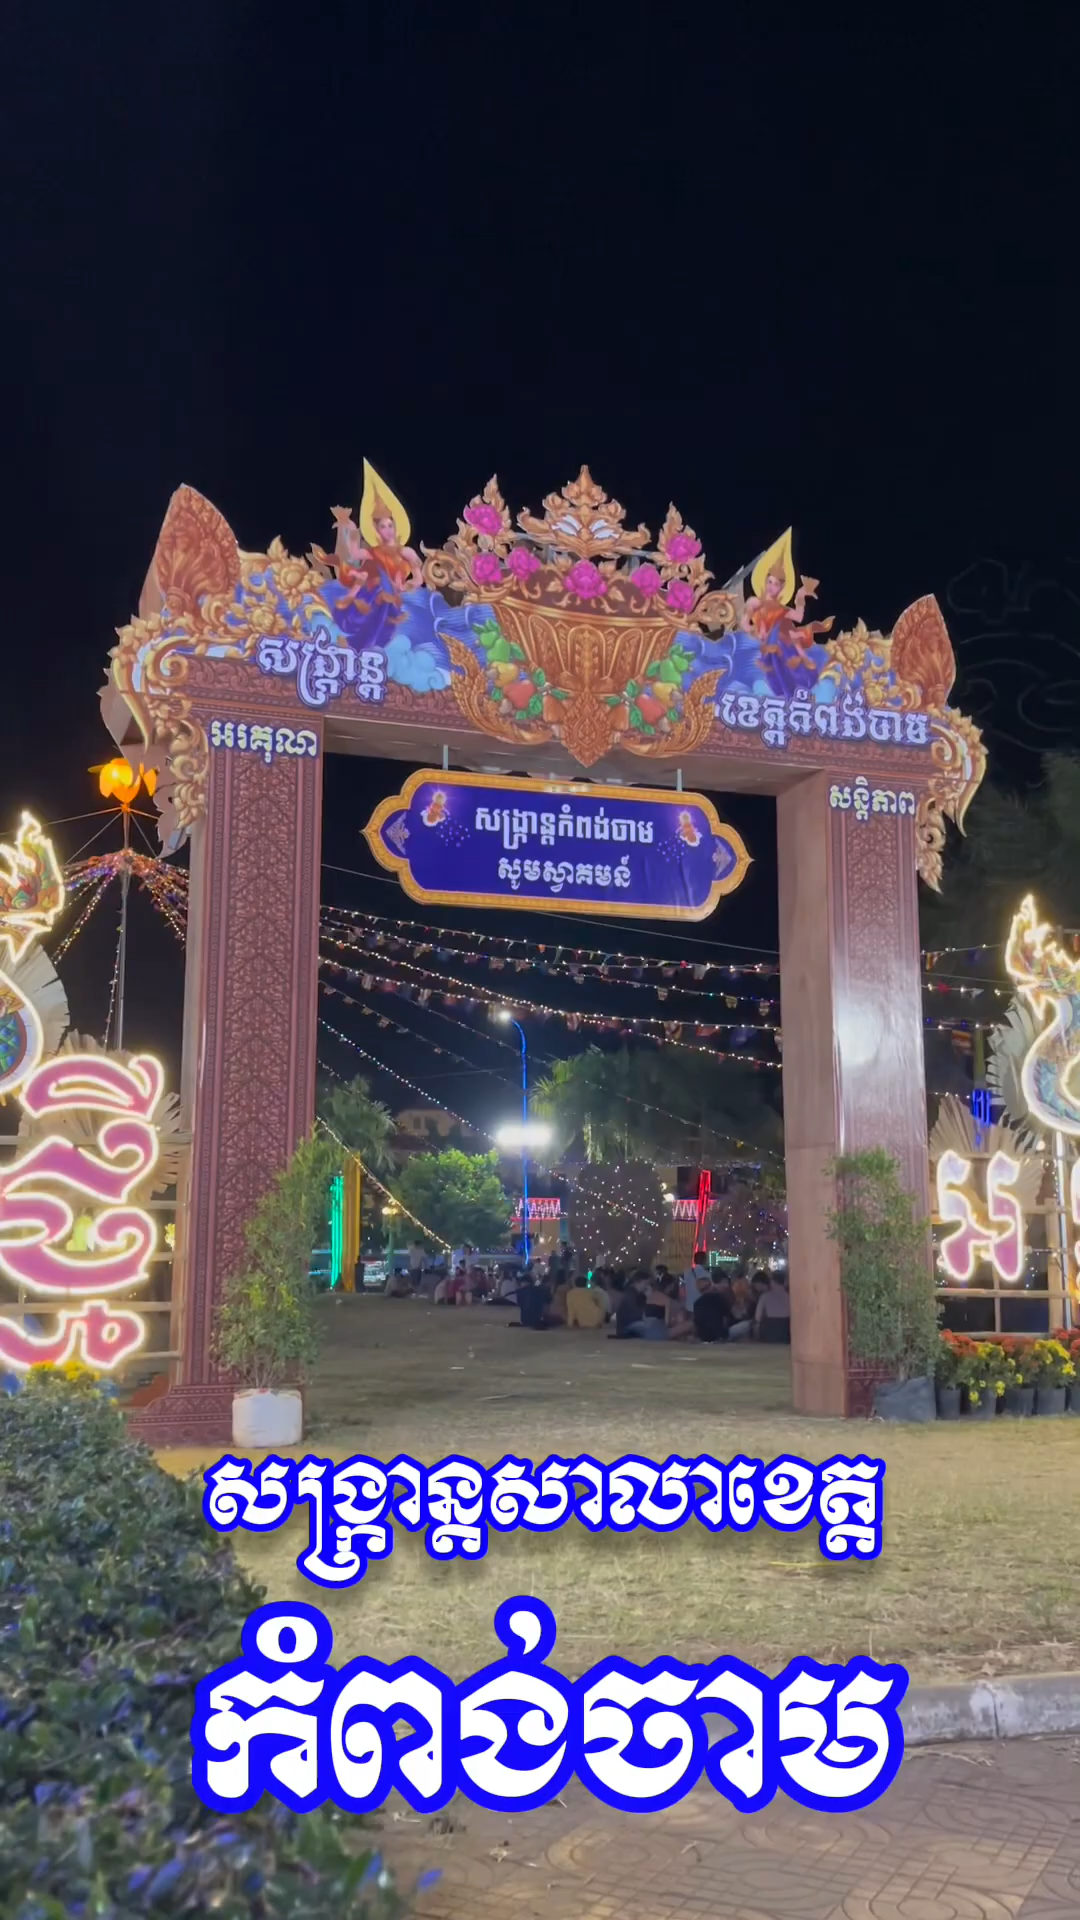 សង្ក្រាន្ត
ខេត្តកំពង់ចាម
អរគុណ
សន្តិភាព
សង្ក្រាន្តកំពង់ចាម
សូមស្វាគមន៍
សង្ក្រាន្តសាលាខេត្ត
កំពង់ចាម